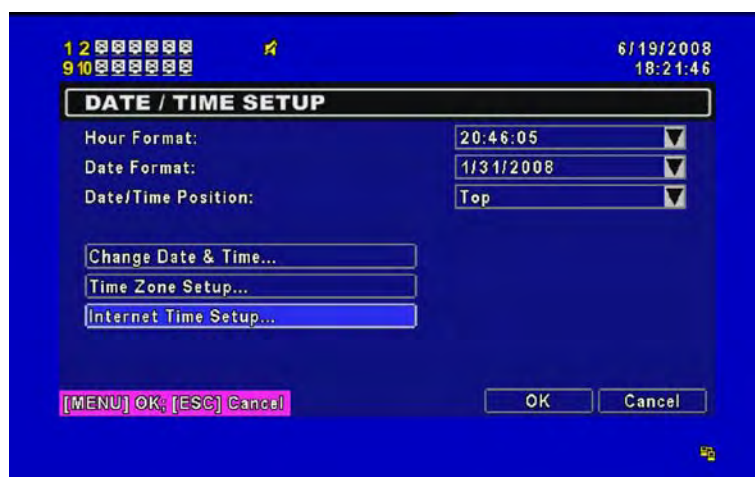 1 2 6/19/2008
9 10 18:21:46
DATE / TIME SETUP
Hour Format: 20:46:05
Date Format: 1/31/2008
Date/Time Position: Top
Change Date & Time...
Time Zone Setup...
Internet Time Setup...
[MENU] OK; [ESC] Cancel OK Cancel